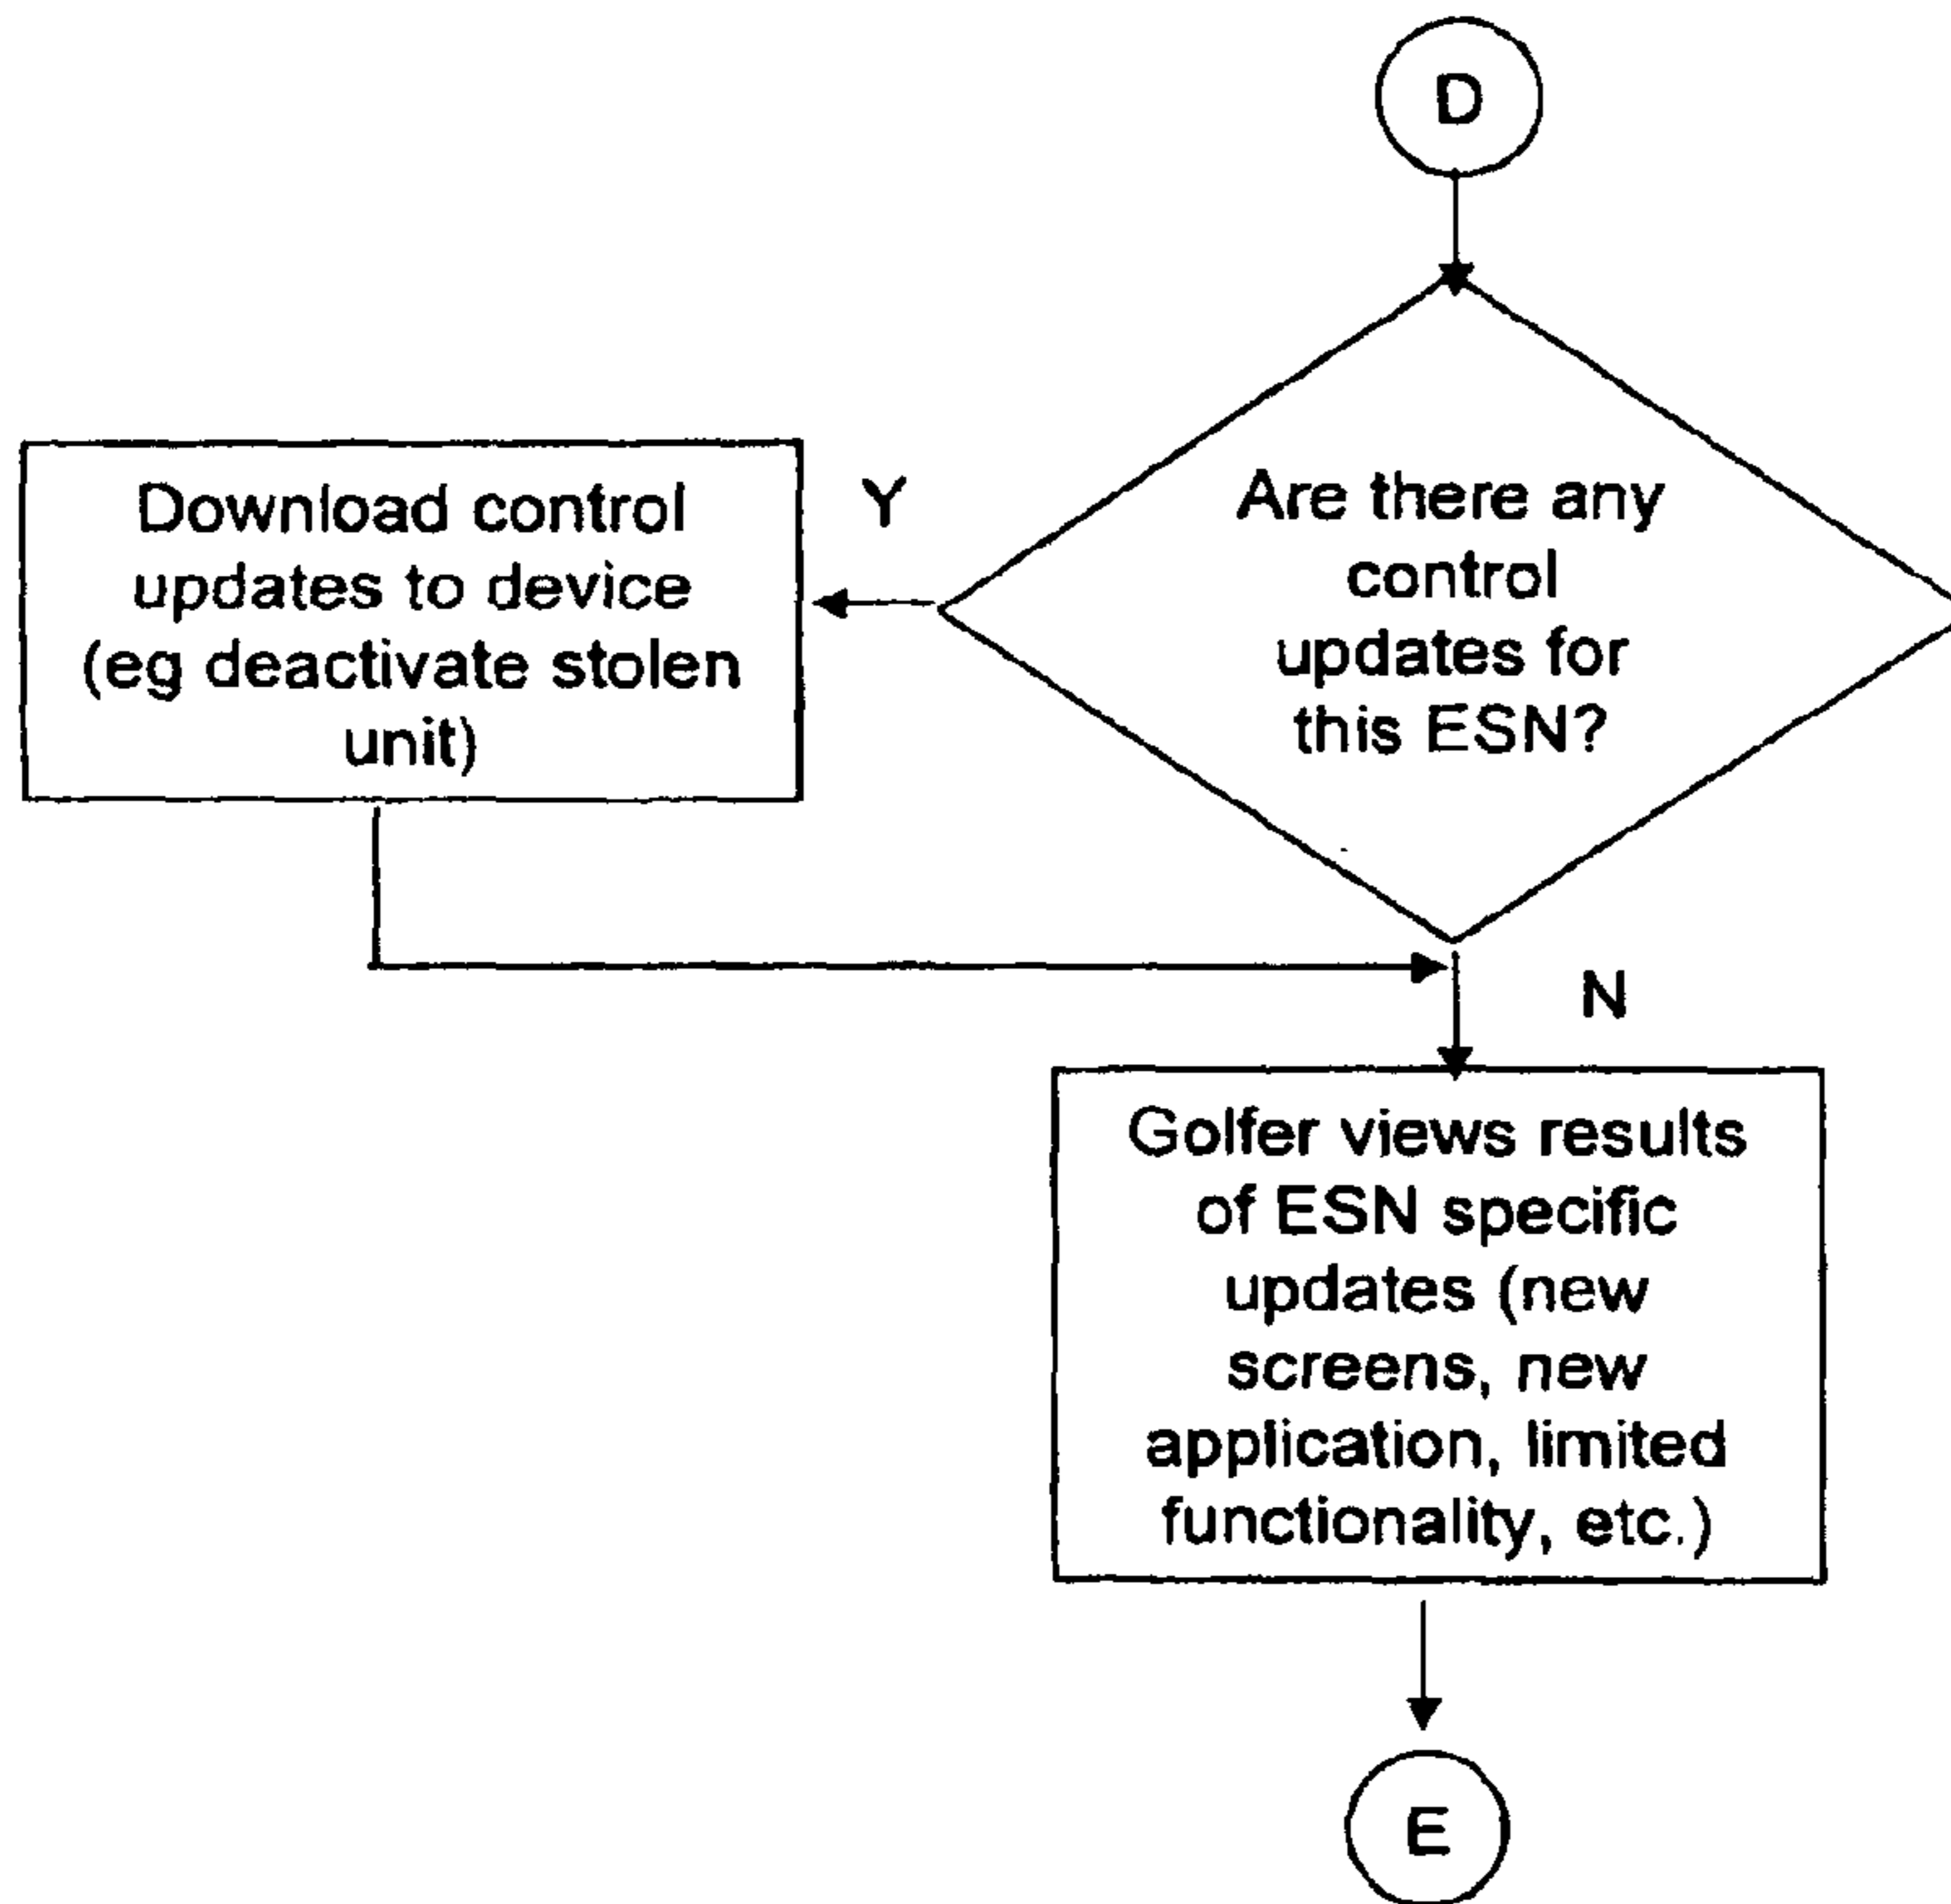 D
Are there any
control
updates for
this ESN?
Y
Download control
updates to device
(eg deactivate stolen
unit)
N
Golfer views results
of ESN specific
updates (new
screens, new
application, limited
functionality, etc.)
E